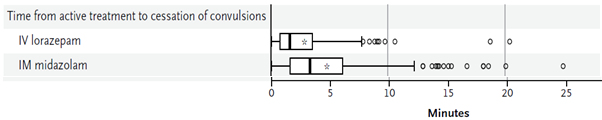 Time from active treatment to cessation of convulsions
IV lorazepam
IM midazolam
0 5 10 15 20 25
Minutes